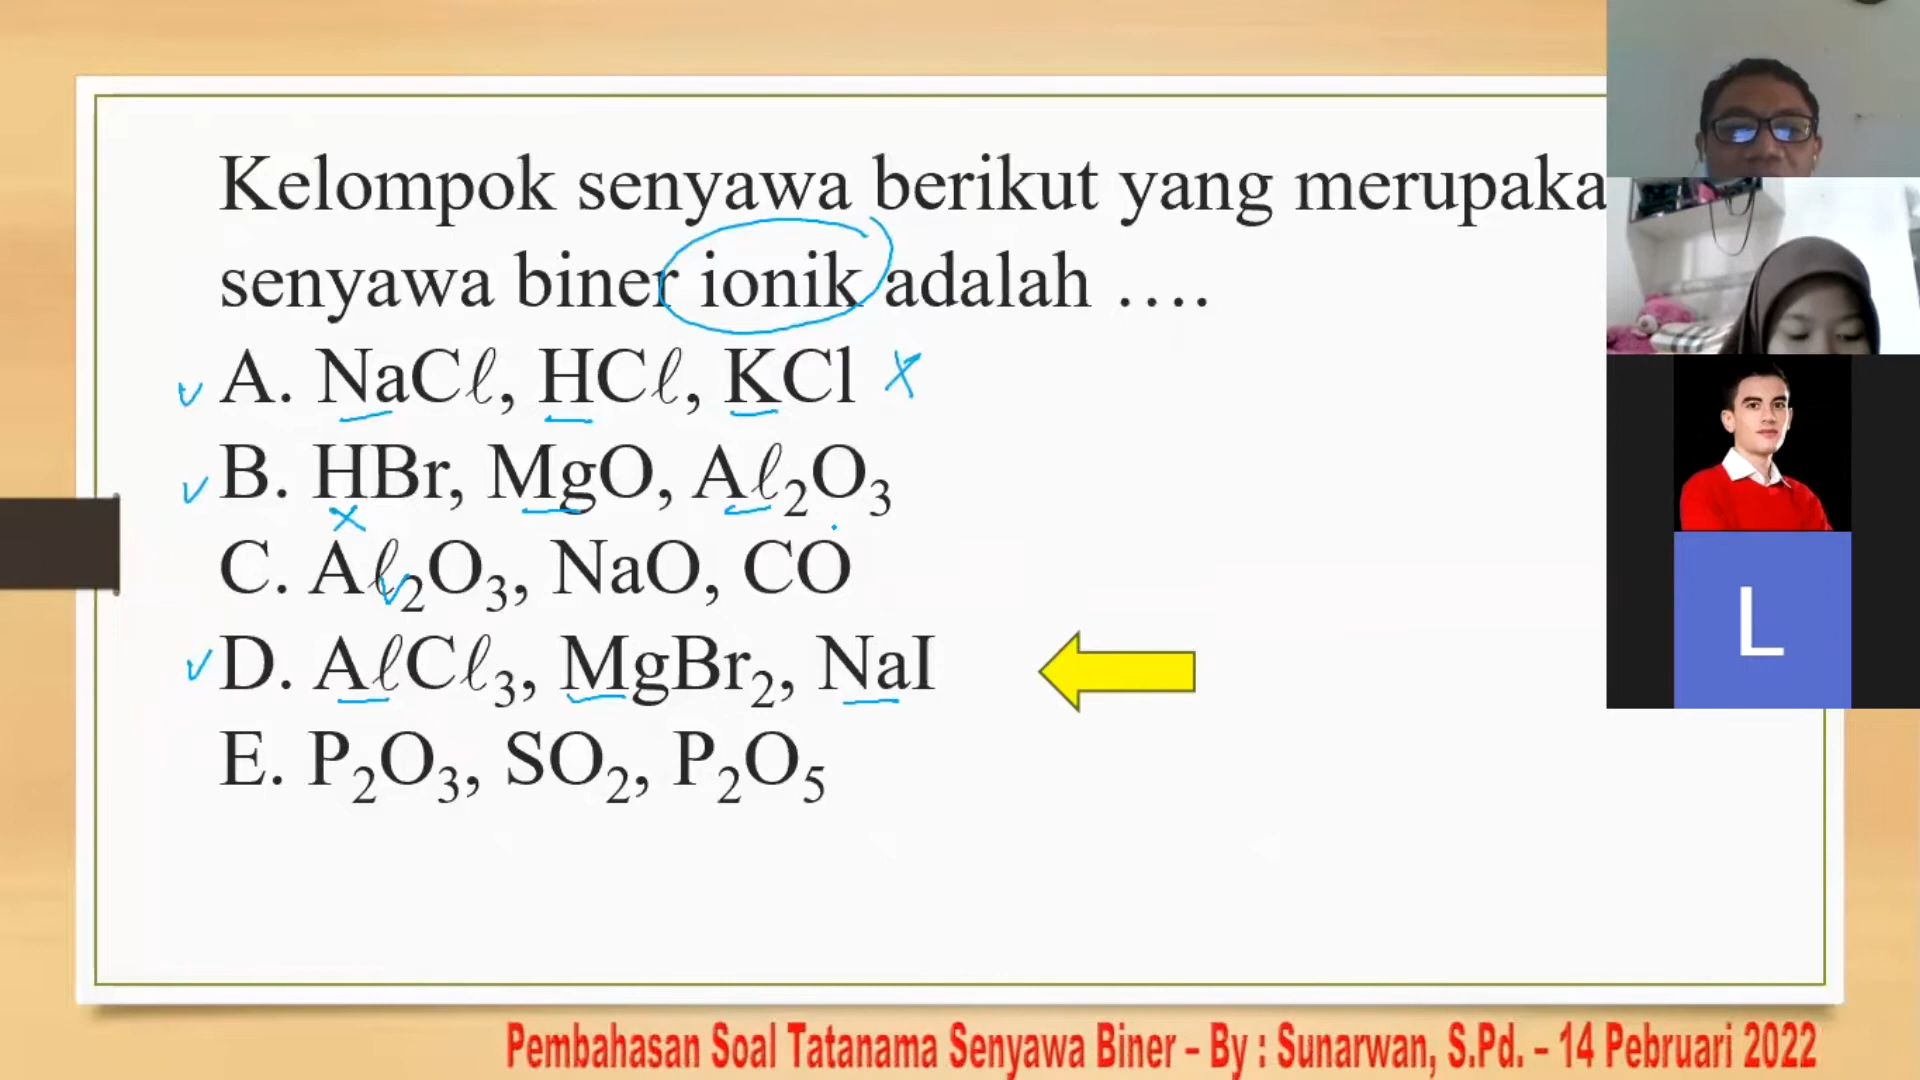 Kelompok senyawa berikut yang merupaka
senyawa biner ionik adalah ….
A. NaCℓ, HCℓ, KCl
B. HBr, MgO, Aℓ₂O₃
C. Aℓ₂O₃, NaO, CO
D. AℓCℓ₃, MgBr₂, NaI
E. P₂O₃, SO₂, P₂O₅
L
Pembahasan Soal Tatanama Senyawa Biner – By : Sunarwan, S.Pd. – 14 Pebruari 2022